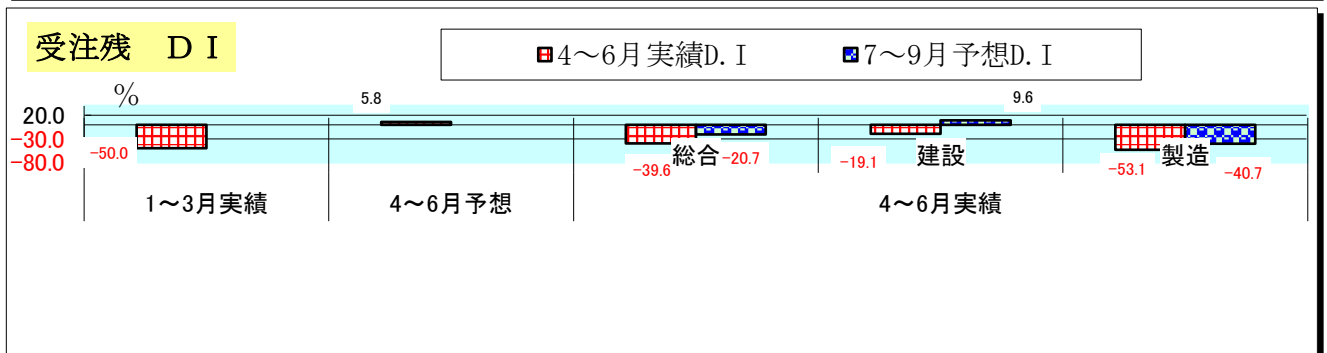 受注残　ＤＩ
4～6月実績D.I
7～9月予想D.I
%
20.0
-30.0
-80.0
-50.0
5.8
-39.6
総合
-20.7
-19.1
建設
9.6
-53.1
製造
-40.7
1～3月実績
4～6月予想
4～6月実績